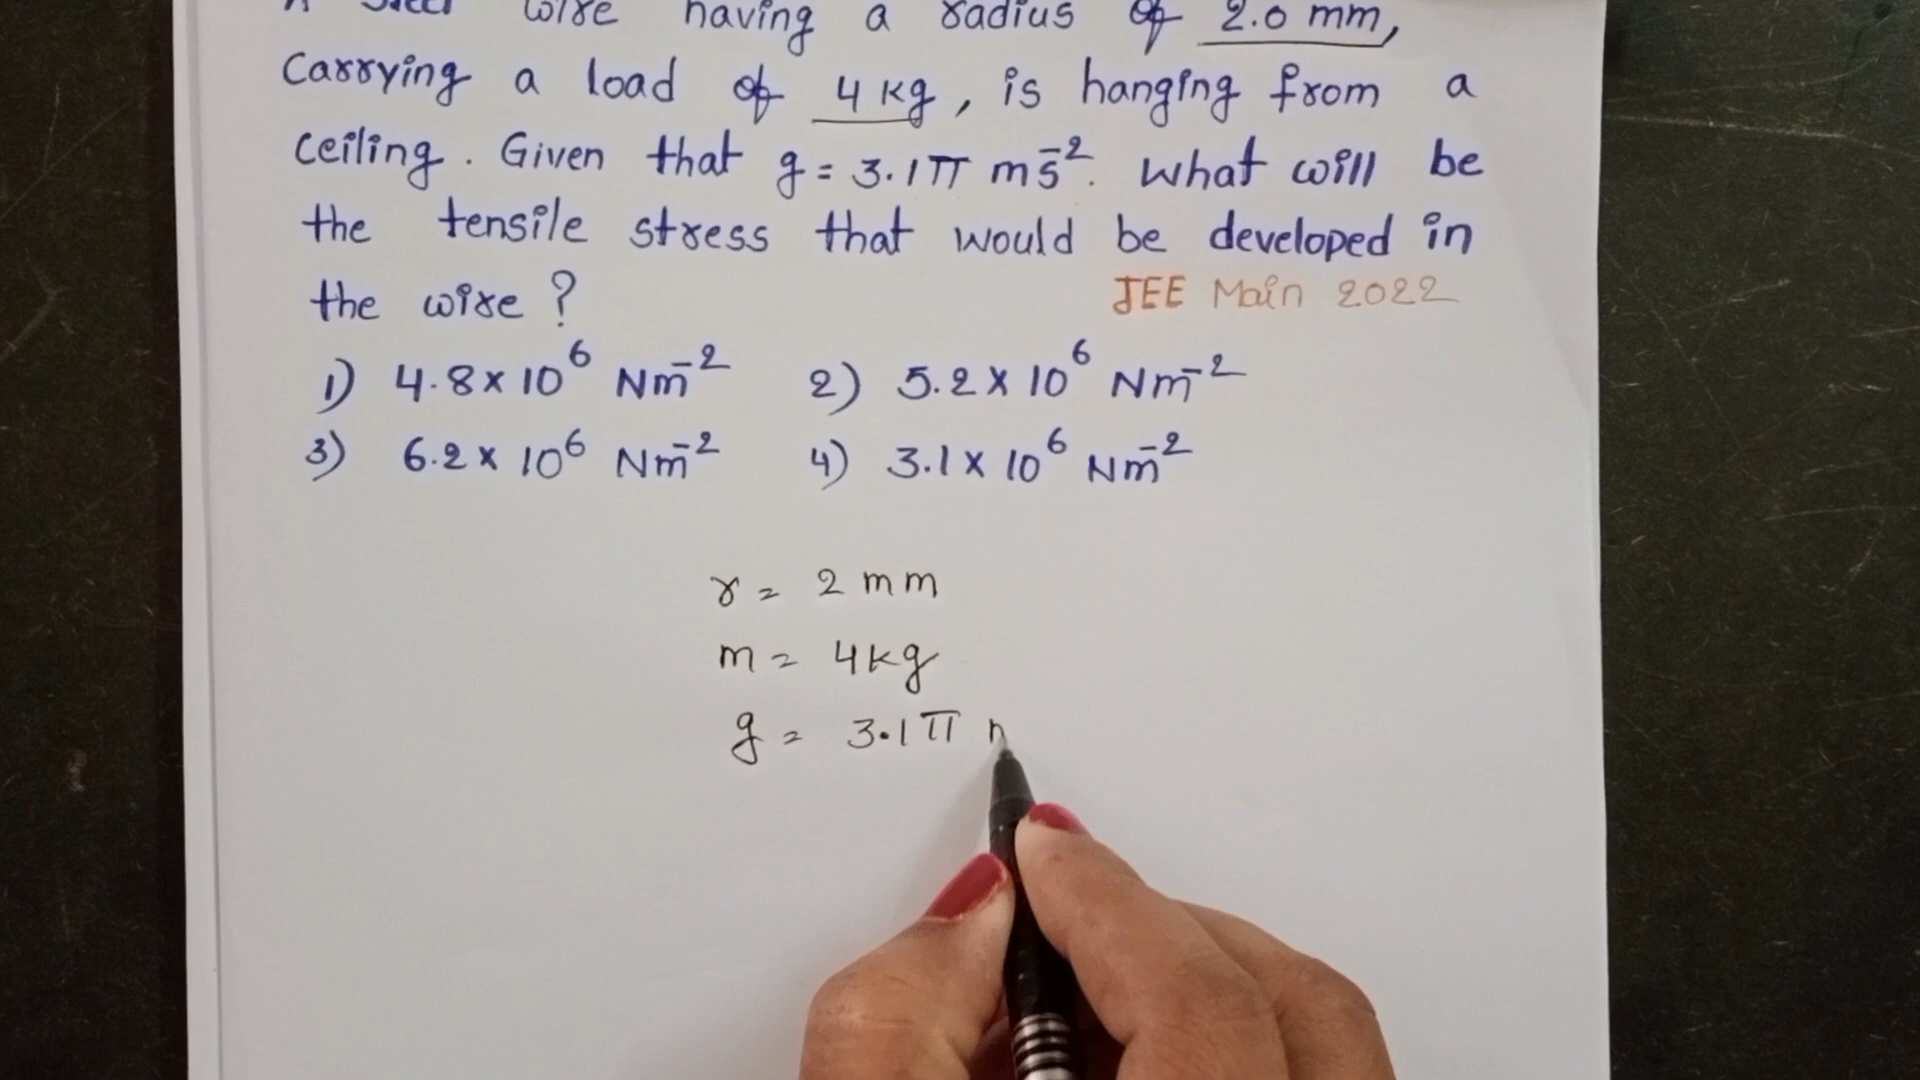 A steel wire having a radius of 2.0 mm,
Carrying a load of 4 kg, is hanging from a
ceiling. Given that g = 3.1π ms⁻². What will be
the tensile stress that would be developed in
the wire?
JEE Main 2022
1) 4.8 × 10⁶ Nm⁻² 2) 5.2 × 10⁶ Nm⁻²
3) 6.2 × 10⁶ Nm⁻² 4) 3.1 × 10⁶ Nm⁻²
r = 2 mm
m = 4kg
g = 3.1π